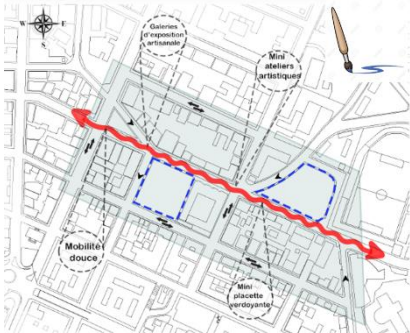 N
W
E
S
Galeries
d'exposition
artisanale
Mini
ateliers
artistiques
Mobilité
douce
Mini
placette
verdoyante